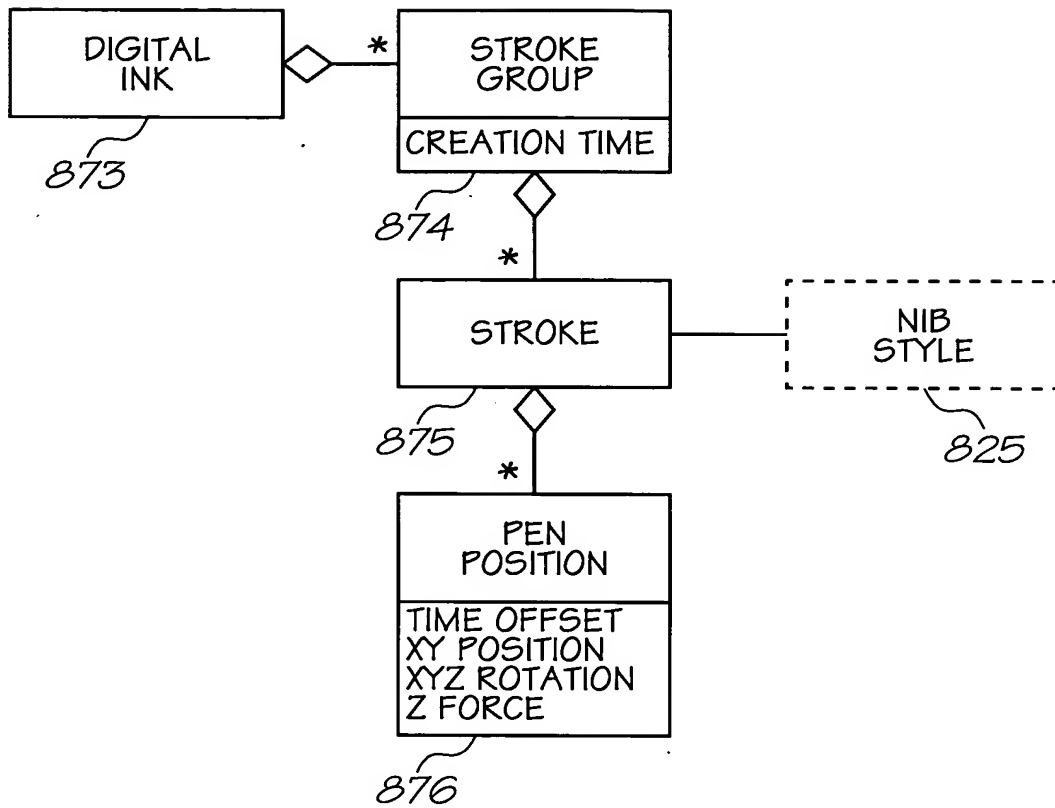 DIGITAL
INK
*
STROKE
GROUP
CREATION TIME
873
874
*
STROKE
NIB
STYLE
875
825
*
PEN
POSITION
TIME OFFSET
XY POSITION
XYZ ROTATION
Z FORCE
876